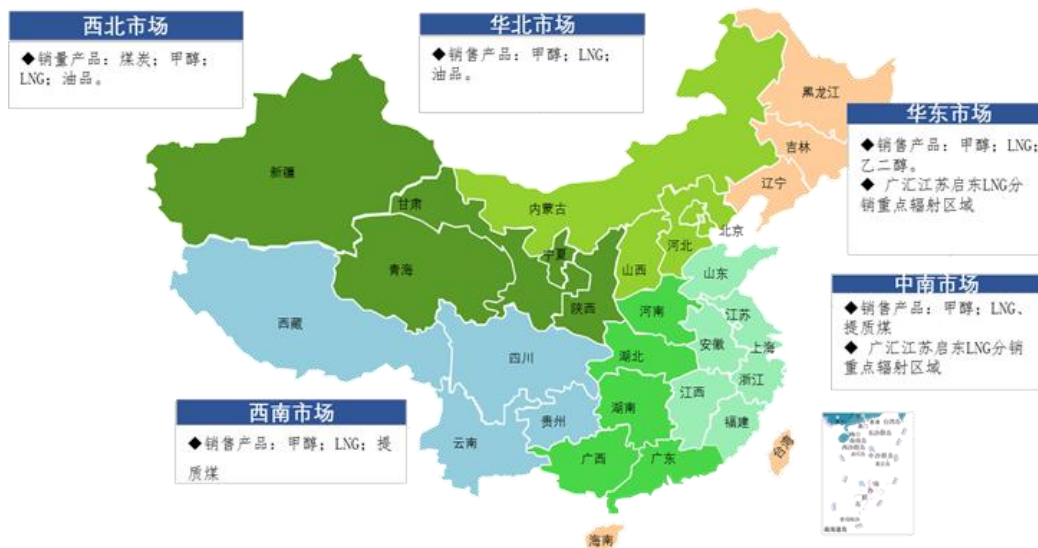 西北市场
◆销量产品：煤炭；甲醇；
LNG；油品。
华北市场
◆销售产品：甲醇；LNG；
油品。
华东市场
◆销售产品：甲醇；LNG；
乙二醇。
◆ 广汇江苏启东LNG分销
重点辐射区域
中南市场
◆销售产品：甲醇；LNG、
提质煤
◆ 广汇江苏启东LNG分销
重点辐射区域
西南市场
◆销售产品：甲醇；LNG；提
质煤
黑龙江
吉林
辽宁
新疆
甘肃
内蒙古
北京
河北
宁夏
山西
山东
青海
陕西
河南
江苏
西藏
安徽
上海
四川
湖北
浙江
江西
湖南
贵州
福建
云南
广西
广东
台湾
海南
南海诸岛